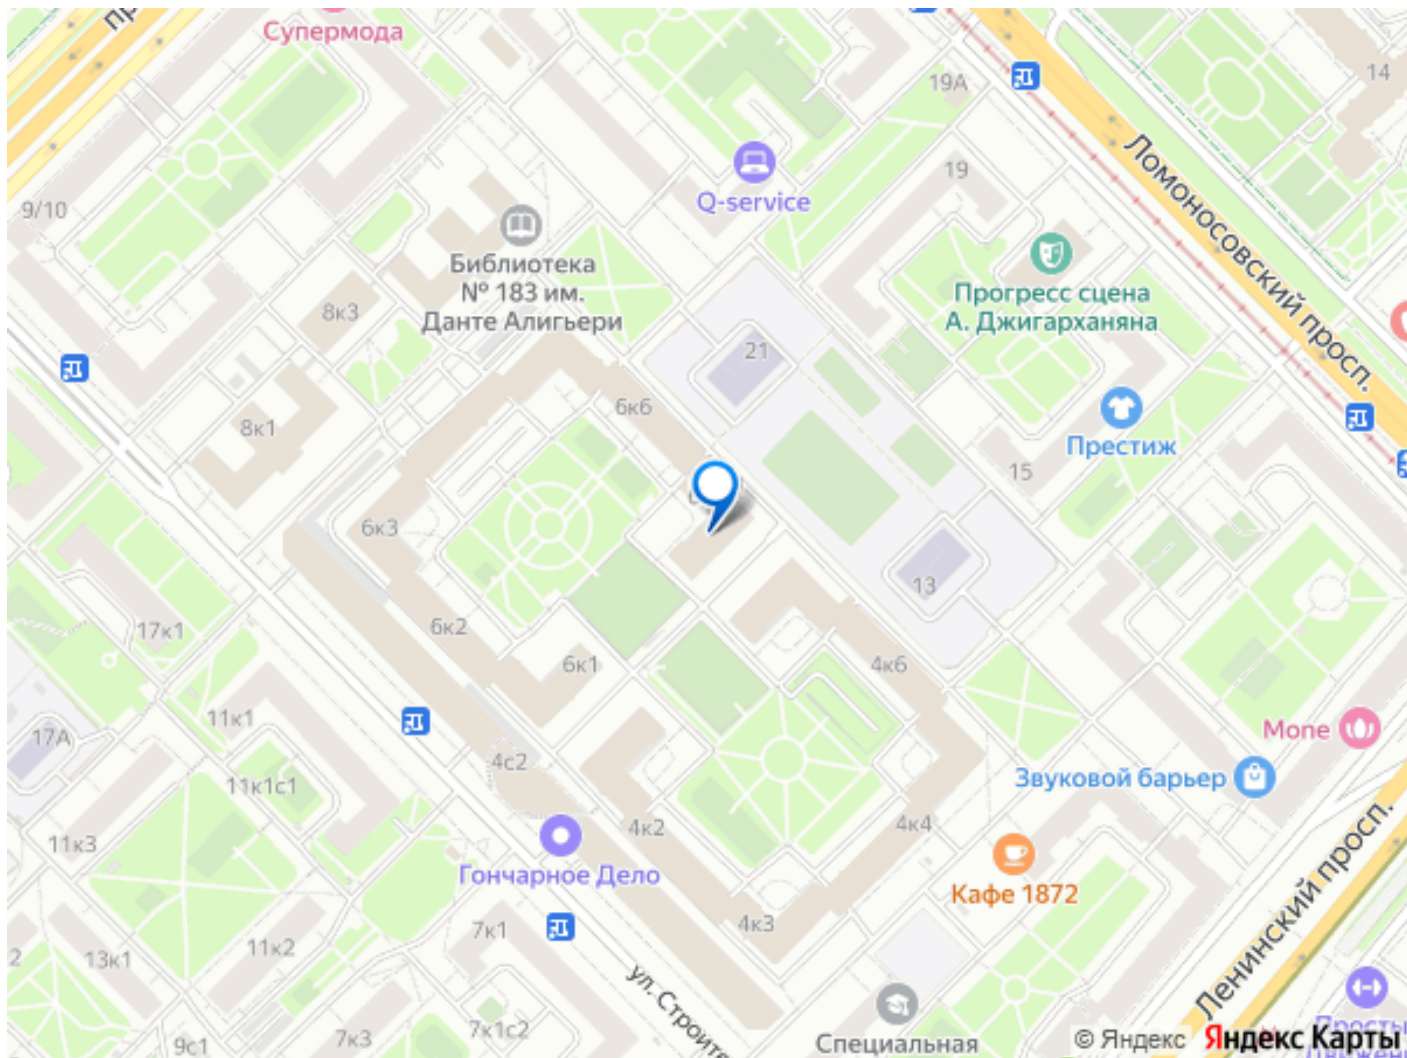 Супермода
14
19А
Ломоносовский просп.
19
Q-service
9/10
Библиотека
№ 183 им.
Данте Алигьери
Прогресс сцена
А. Джигарханяна
8к3
21
6к6
8к1
Престиж
15
6к3
13
17к1
6к2
6к1
4к6
11к1
17А
Mone
4с2
Звуковой барьер
11к1с1
4к2
4к4
11к3
Гончарное Дело
Кафе 1872
Ленинский просп.
4к3
7к1
11к2
13к1
2
ул. Строите
7к1с2
7к3
9с1
Специальная
© Яндекс
Яндекс Карты